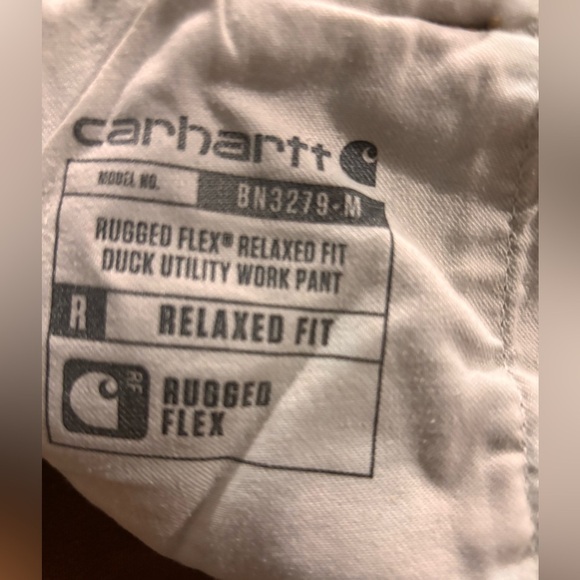 carhartt
MODEL NO. BN3279-M
RUGGED FLEX® RELAXED FIT
DUCK UTILITY WORK PANT
R RELAXED FIT
RF
RUGGED
FLEX